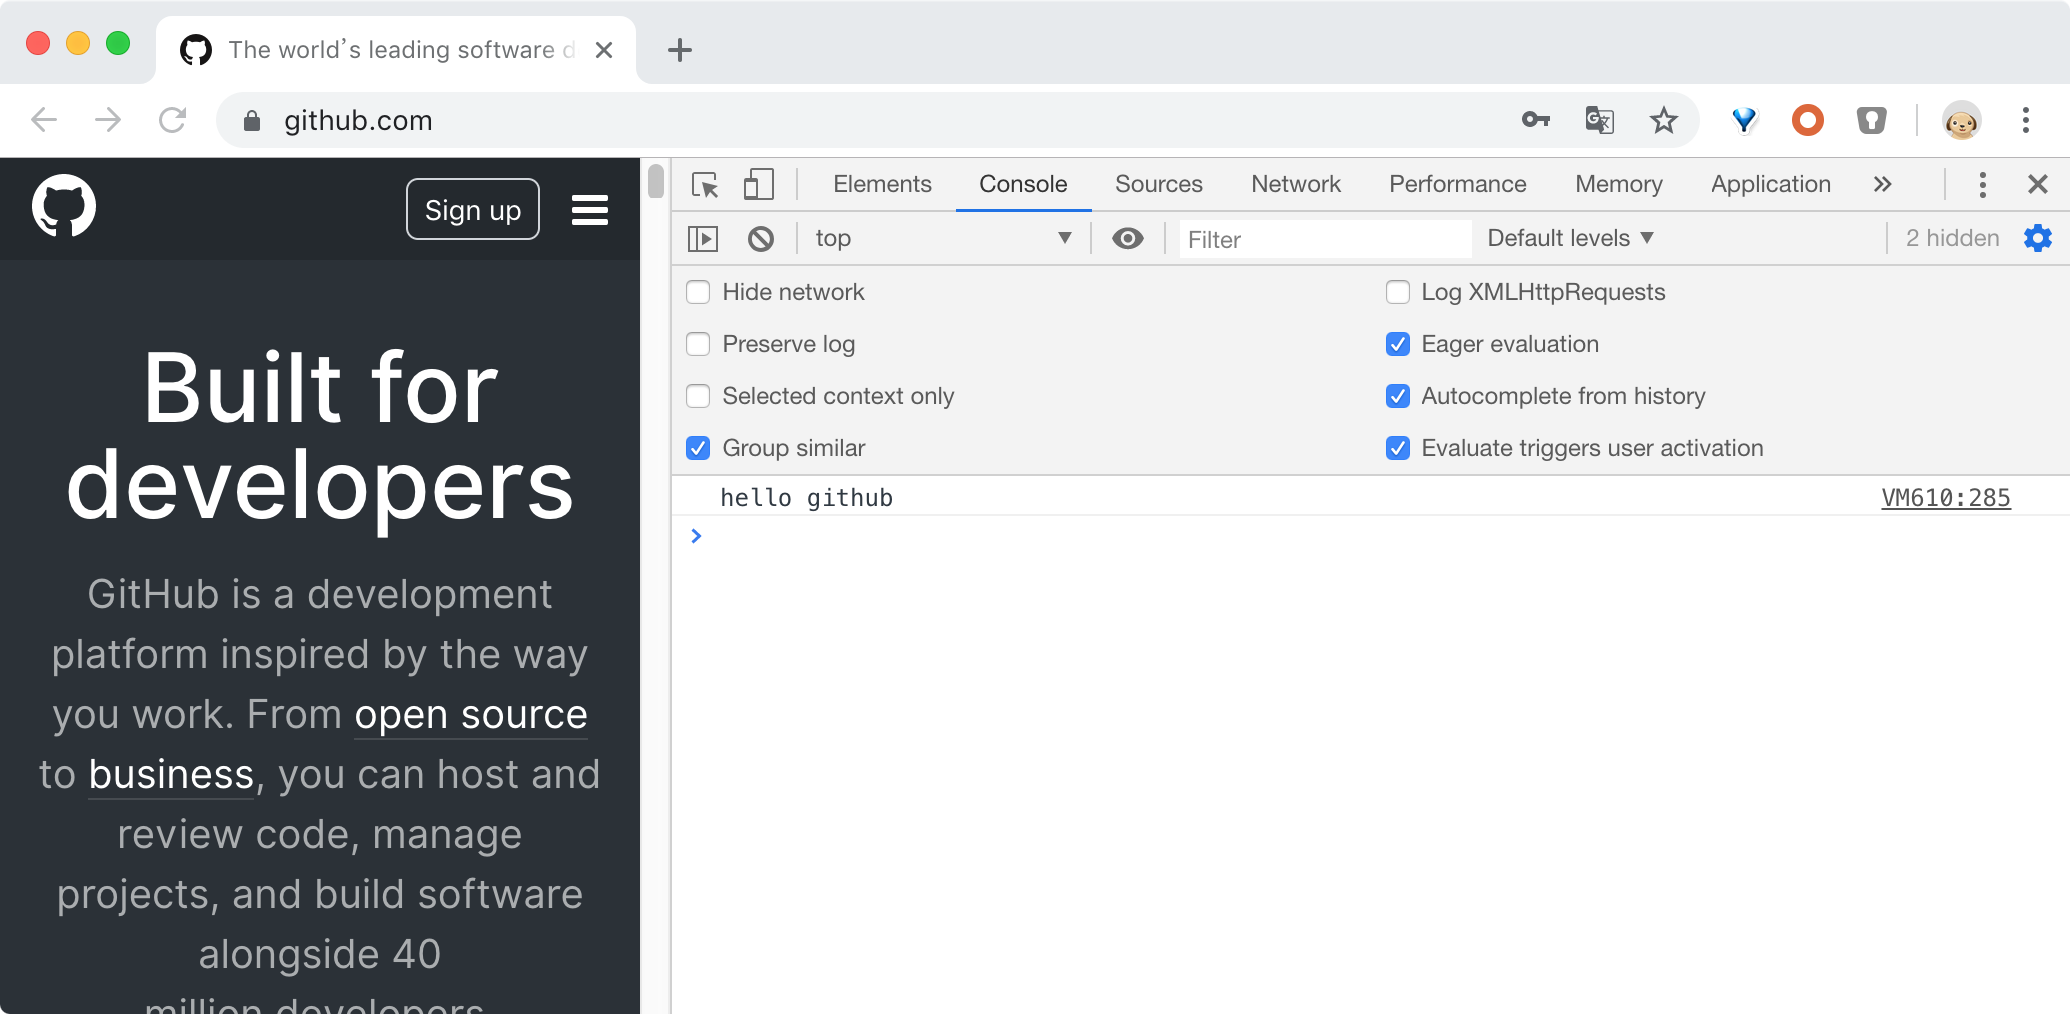 The world's leading software d
github.com
Sign up
Built for
developers
GitHub is a development
platform inspired by the way
you work. From open source
to business, you can host and
review code, manage
projects, and build software
alongside 40
million developers
Elements Console Sources Network Performance Memory Application
top Filter Default levels 2 hidden
Hide network Log XMLHttpRequests
Preserve log Eager evaluation
Selected context only Autocomplete from history
Group similar Evaluate triggers user activation
hello github VM610:285